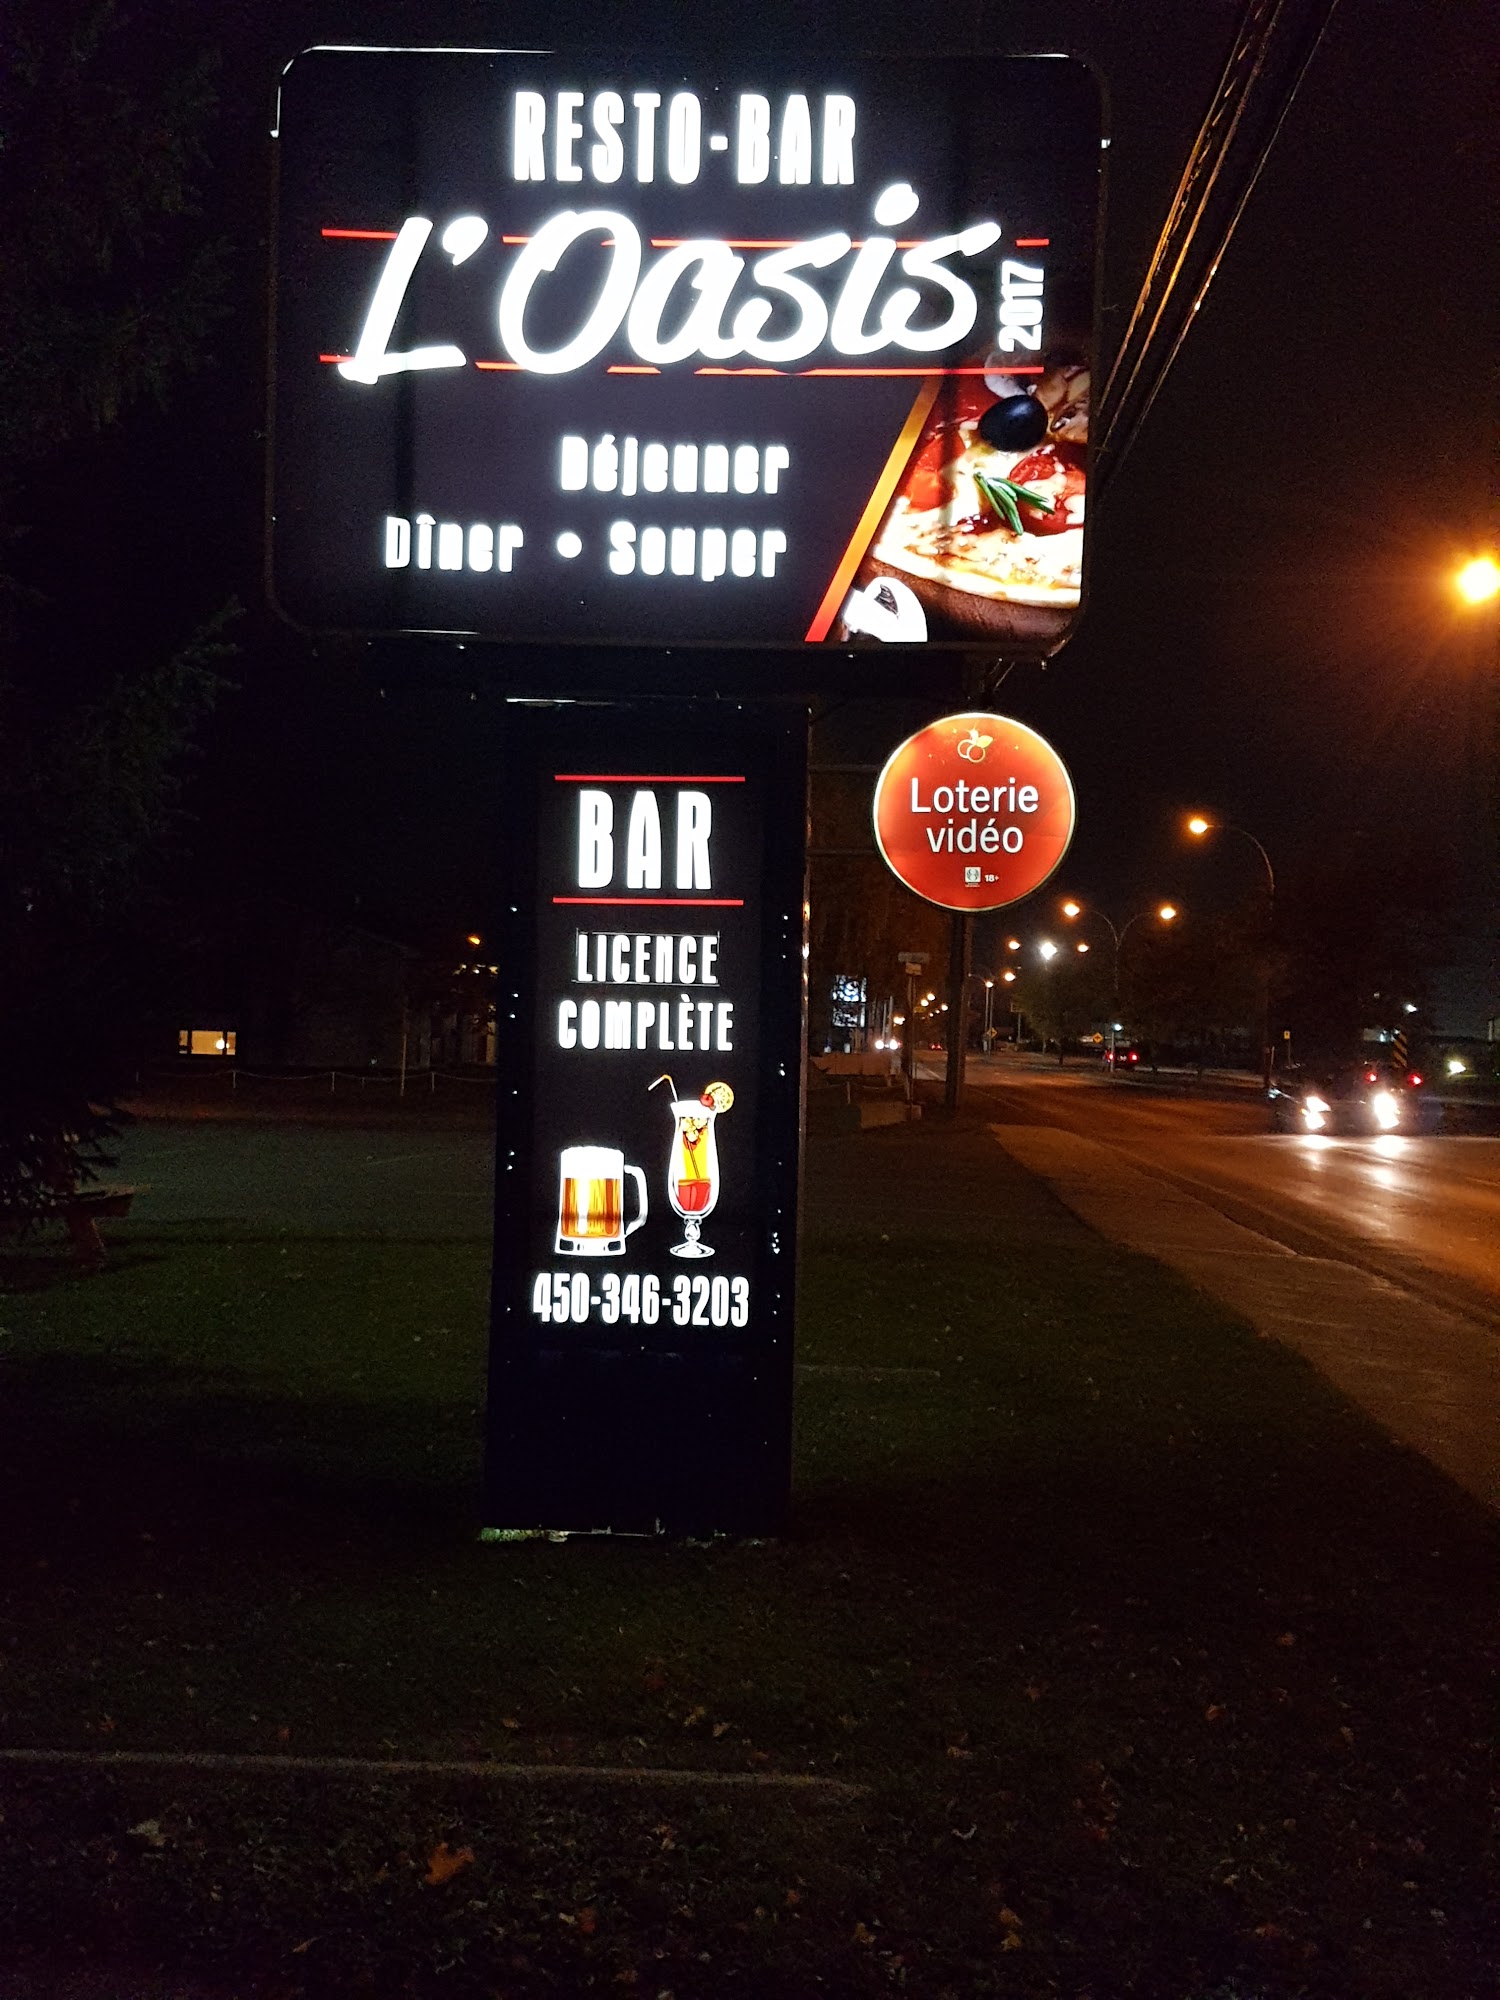 RESTO-BAR
L'Oasis
2017
Déjeuner
Dîner • Souper
BAR
LICENCE
COMPLÈTE
450-346-3203
Loterie
vidéo
18+